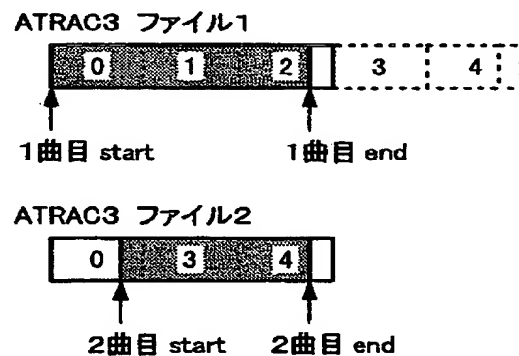 ATRAC3 ファイル1
0 1 2 3 4
1曲目 start 1曲目 end
ATRAC3 ファイル2
0 3 4
2曲目 start 2曲目 end